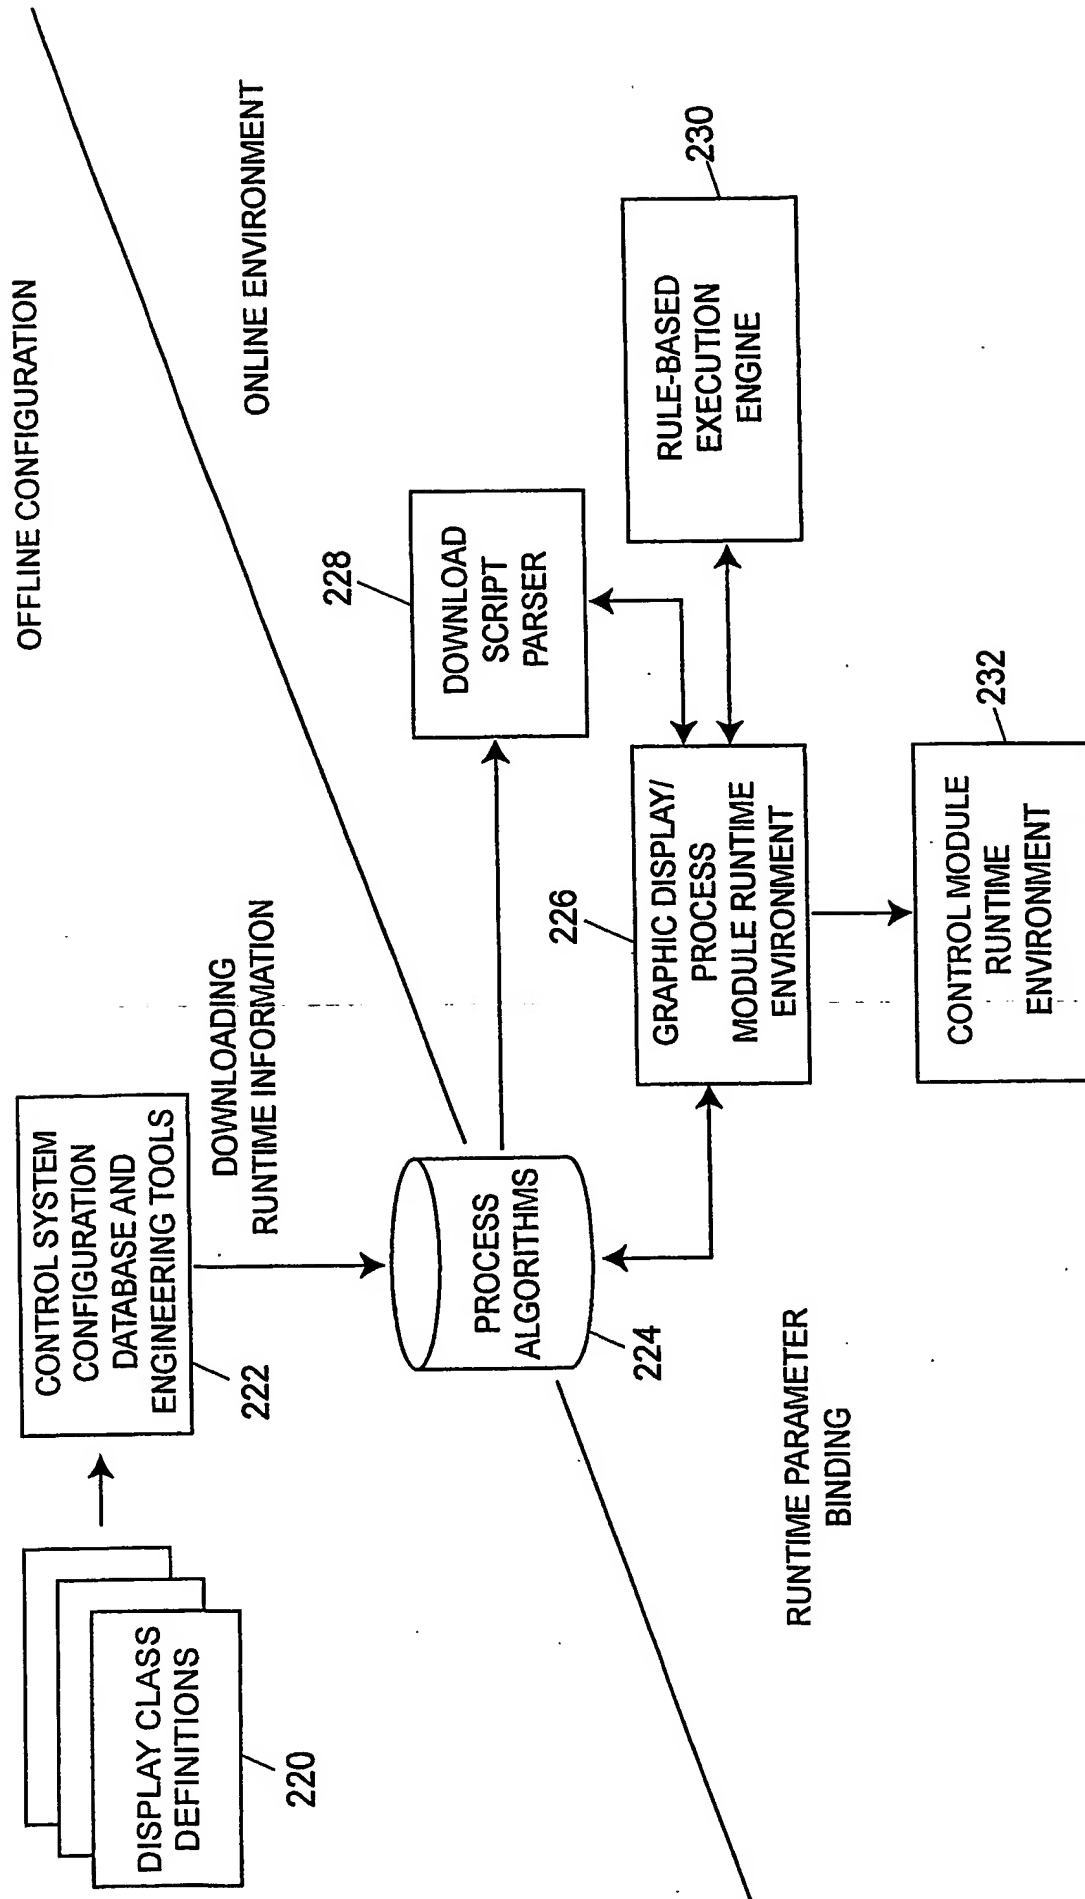 OFFLINE CONFIGURATION
ONLINE ENVIRONMENT
DISPLAY CLASS
DEFINITIONS
220
CONTROL SYSTEM
CONFIGURATION
DATABASE AND
ENGINEERING TOOLS
222
DOWNLOADING
RUNTIME INFORMATION
PROCESS
ALGORITHMS
224
DOWNLOAD
SCRIPT
PARSER
228
RULE-BASED
EXECUTION
ENGINE
230
GRAPHIC DISPLAY/
PROCESS
MODULE RUNTIME
ENVIRONMENT
226
RUNTIME PARAMETER
BINDING
CONTROL MODULE
RUNTIME
ENVIRONMENT
232